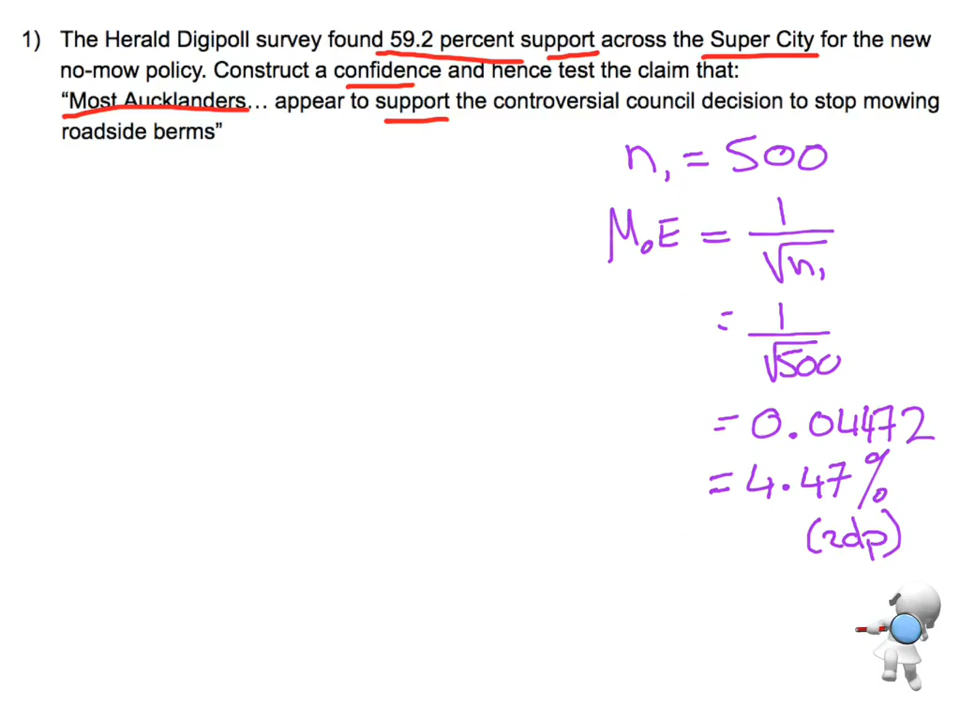 1) The Herald Digipoll survey found 59.2 percent support across the Super City for the new
no-mow policy. Construct a confidence and hence test the claim that:
“Most Aucklanders… appear to support the controversial council decision to stop mowing
roadside berms”
n₁ = 500
MoE = 1/√n₁
= 1/√500
= 0.04472
= 4.47%
(2dp)